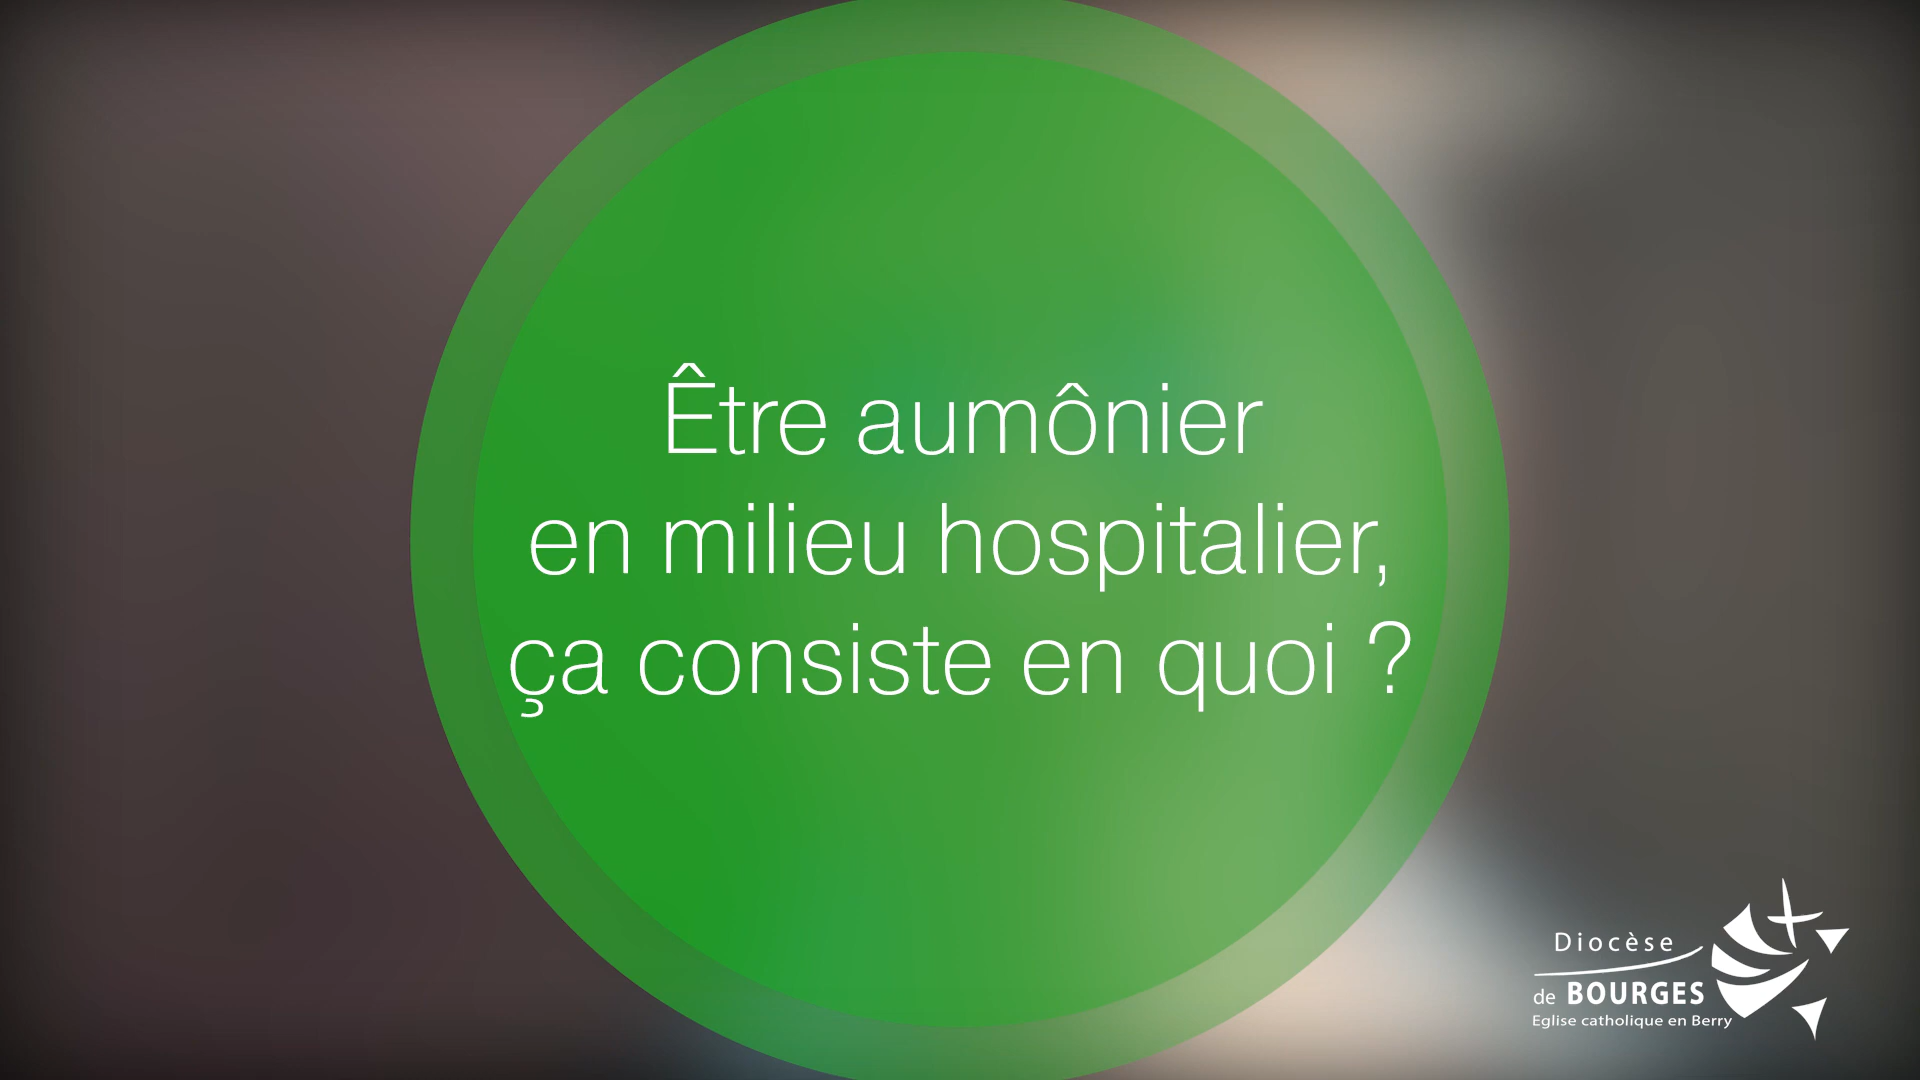 Être aumônier
en milieu hospitalier,
ça consiste en quoi ?
Diocèse
de BOURGES
Eglise catholique en Berry